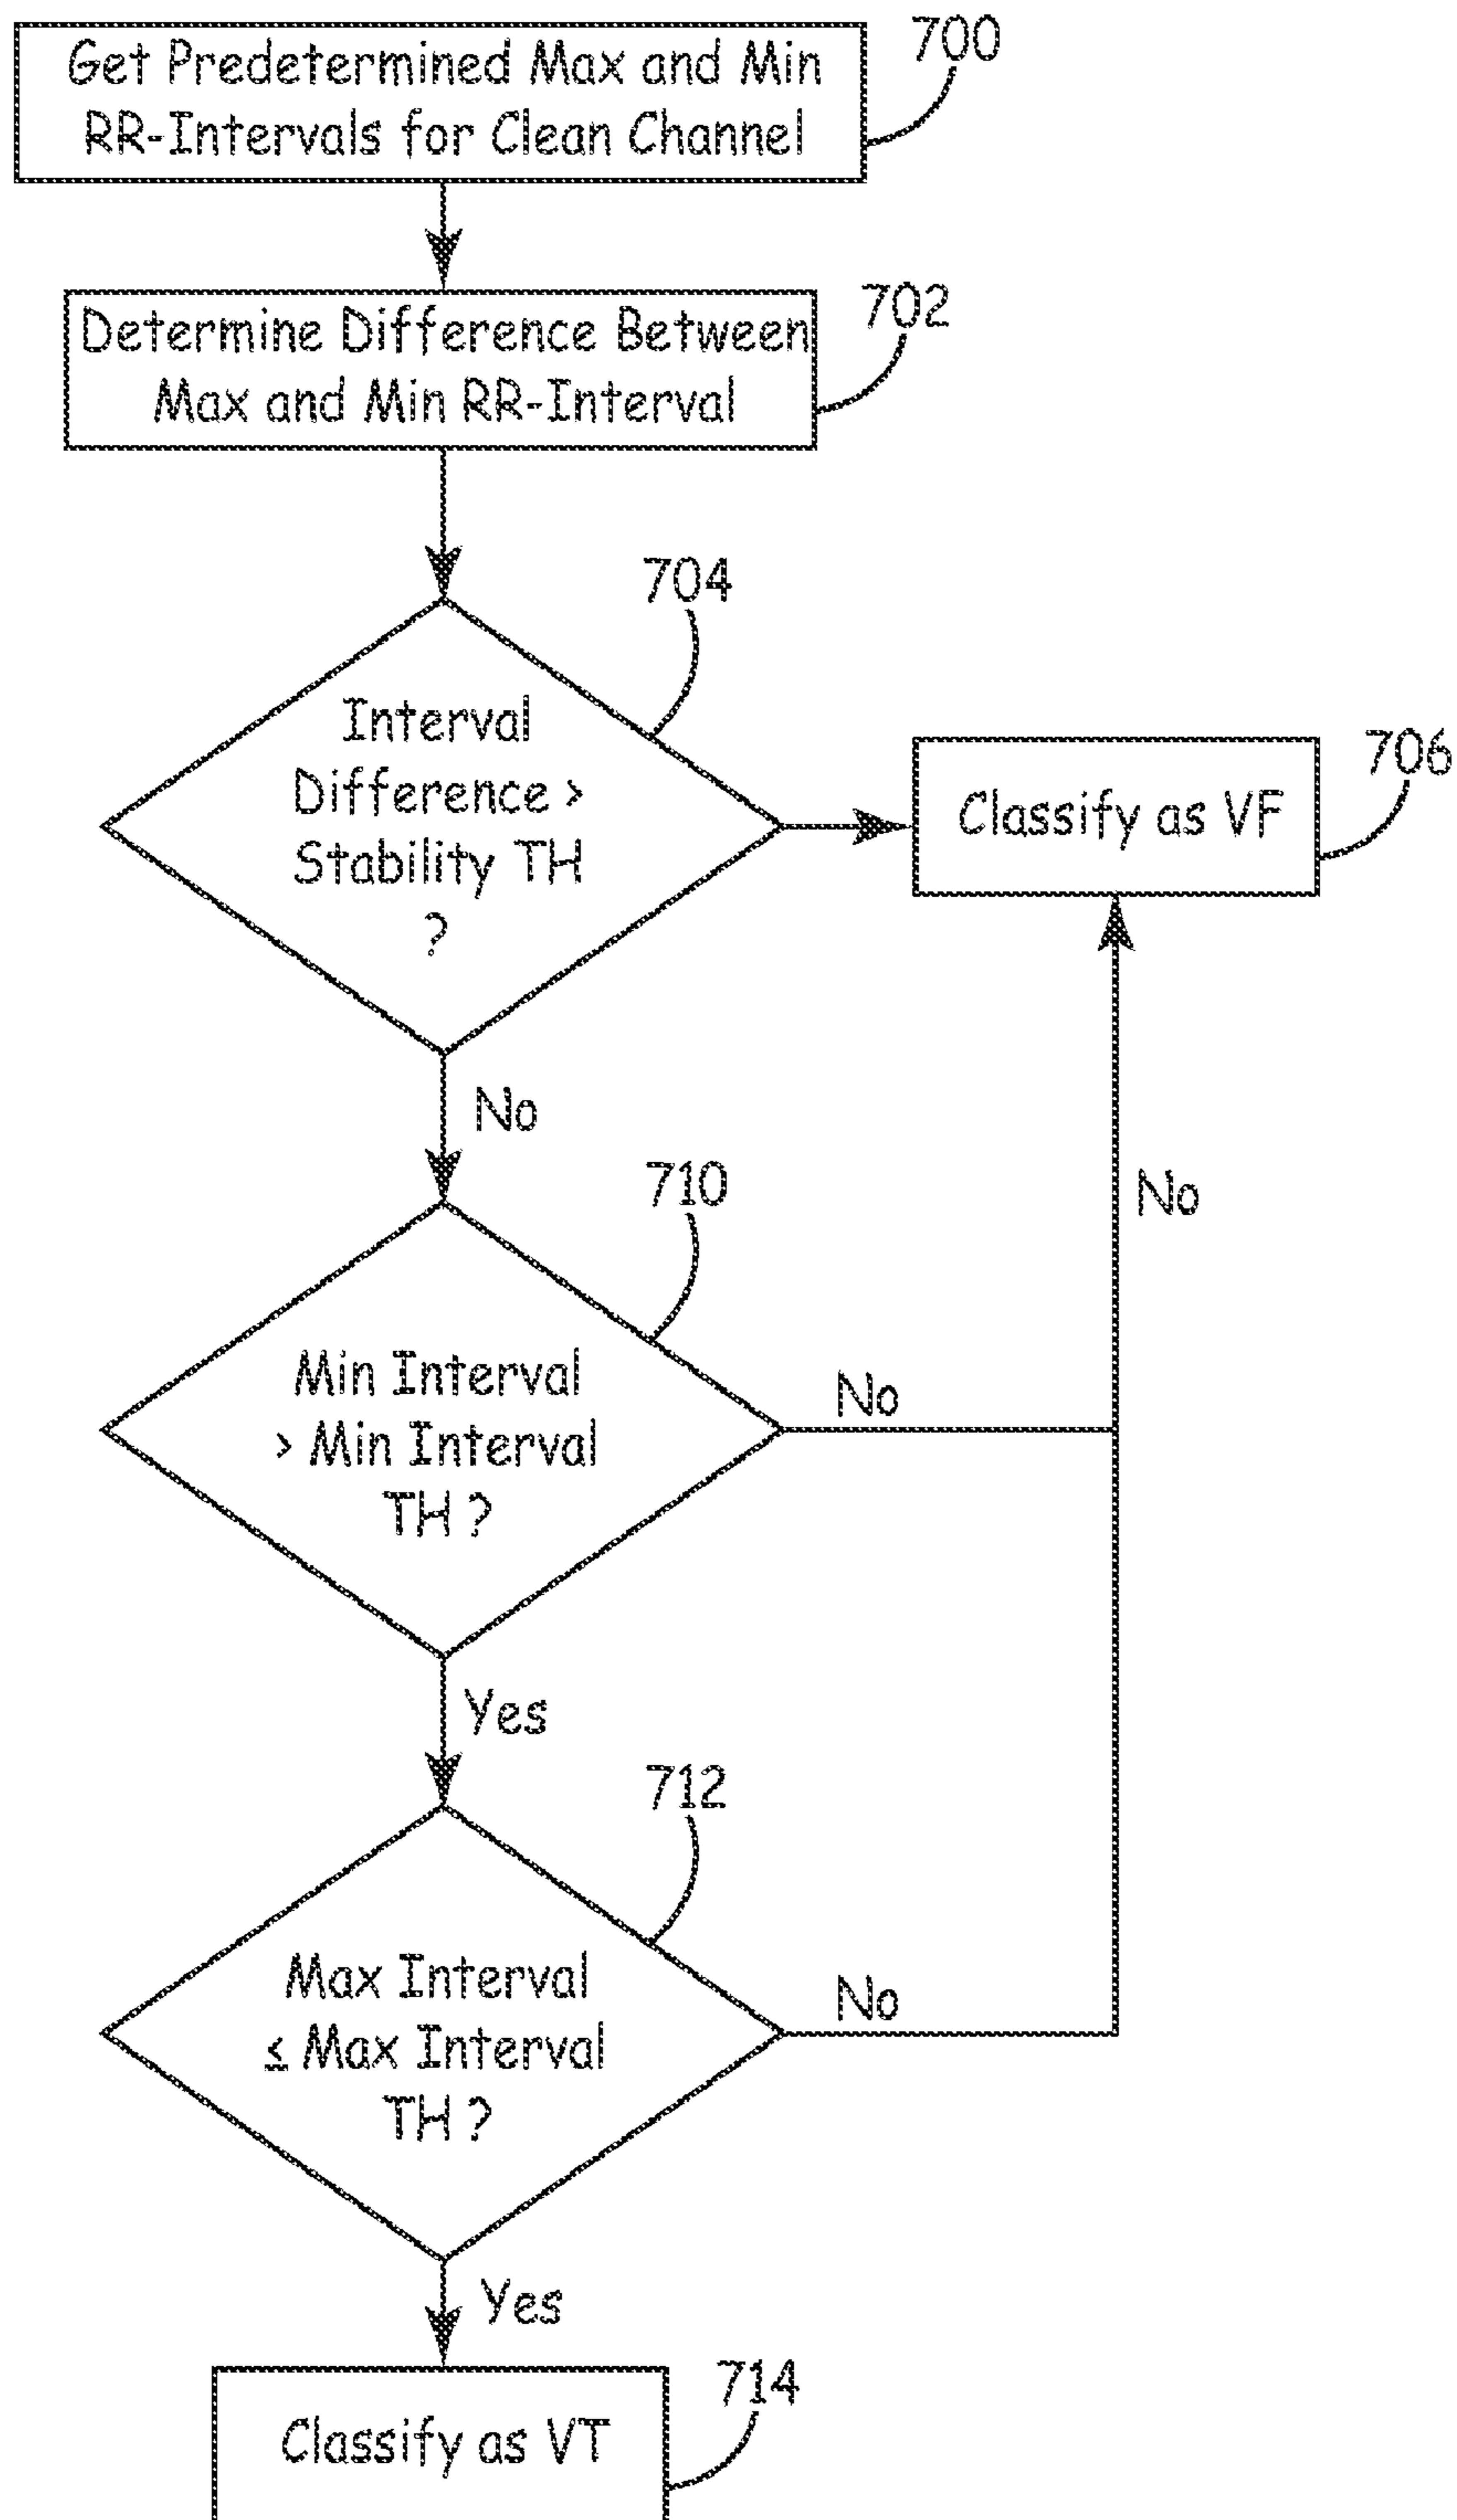 700
Get Predetermined Max and Min
RR-Intervals for Clean Channel
702
Determine Difference Between
Max and Min RR-Interval
704
Interval
Difference >
Stability TH
?
706
Classify as VF
No
710
No
Min Interval
> Min Interval
TH ?
No
Yes
712
Max Interval
≤ Max Interval
TH ?
No
Yes
714
Classify as VT